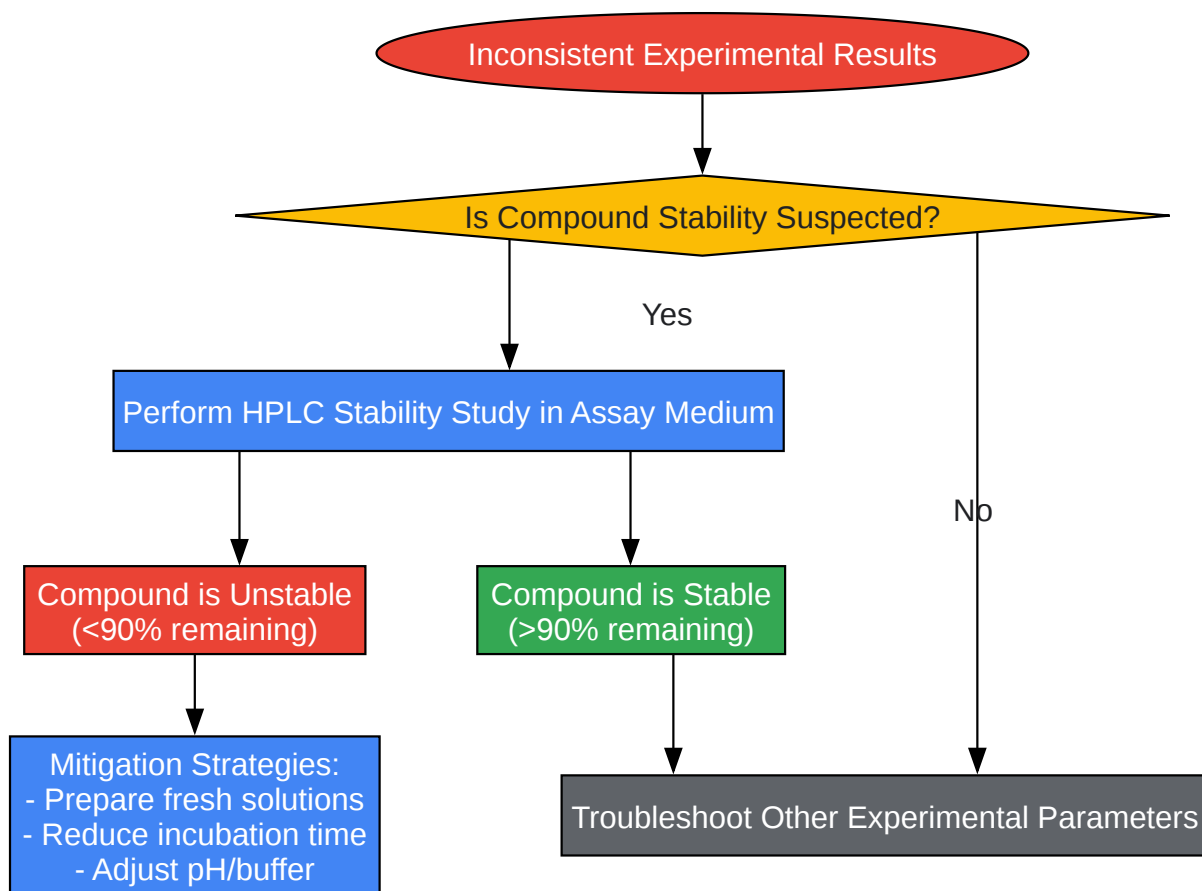 Inconsistent Experimental Results
Is Compound Stability Suspected?
Yes
Perform HPLC Stability Study in Assay Medium
No
Compound is Unstable
(<90% remaining)
Compound is Stable
(>90% remaining)
Mitigation Strategies:
- Prepare fresh solutions
- Reduce incubation time
- Adjust pH/buffer
Troubleshoot Other Experimental Parameters